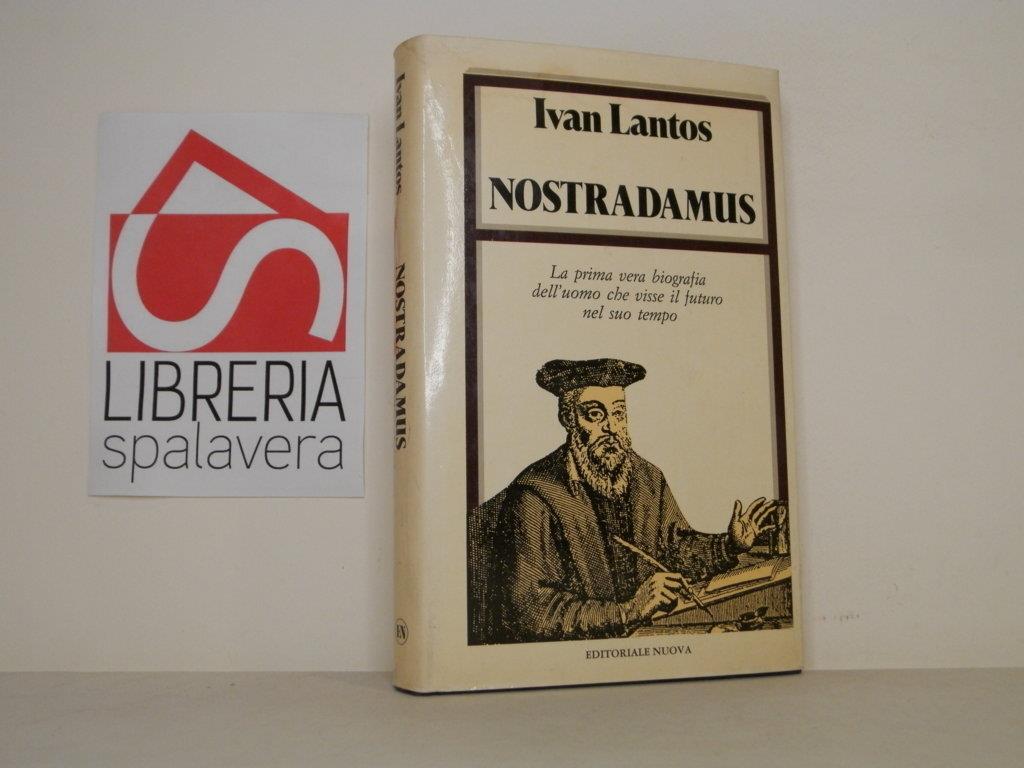 LIBRERIA
spalavera
Ivan Lantos NOSTRADAMUS
EN
Ivan Lantos
NOSTRADAMUS
La prima vera biografia
dell'uomo che visse il futuro
nel suo tempo
EDITORIALE NUOVA